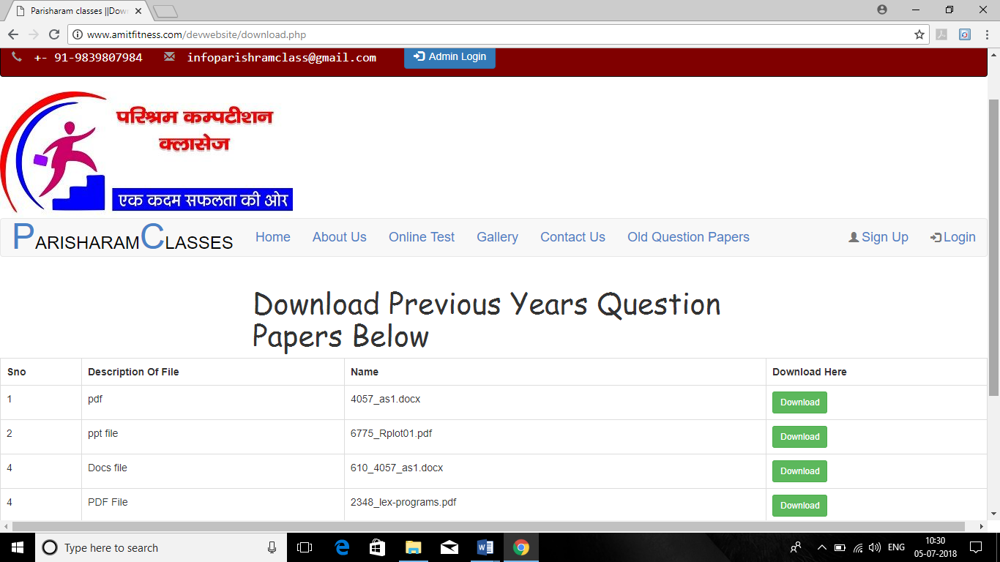 Parisharam classes ||Dow
www.amitfitness.com/devwebsite/download.php
+- 91-9839807984 infoparishramclass@gmail.com Admin Login
परिश्रम कम्पटीशन
क्लासेज
एक कदम सफलता की ओर
PARISHARAMCLASSES Home About Us Online Test Gallery Contact Us Old Question Papers Sign Up Login
Download Previous Years Question
Papers Below
Sno Description Of File Name Download Here
1 pdf 4057_as1.docx Download
2 ppt file 6775_Rplot01.pdf Download
4 Docs file 610_4057_as1.docx Download
4 PDF File 2348_lex-programs.pdf Download
Type here to search ENG 10:30
05-07-2018